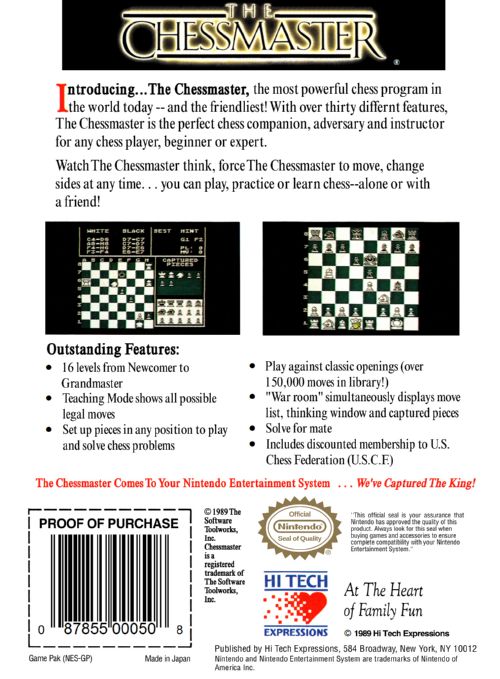 THE
CHESSMASTER
®
Introducing...The Chessmaster, the most powerful chess program in
the world today -- and the friendliest! With over thirty differnt features,
The Chessmaster is the perfect chess companion, adversary and instructor
for any chess player, beginner or expert.
Watch The Chessmaster think, force The Chessmaster to move, change
sides at any time. . . you can play, practice or learn chess--alone or with
a friend!
WHITE BLACK BEST HINT
G1 F2
CAPTURED
PIECES
Outstanding Features:
• 16 levels from Newcomer to
Grandmaster
• Teaching Mode shows all possible
legal moves
• Set up pieces in any position to play
and solve chess problems
• Play against classic openings (over
150,000 moves in library!)
• "War room" simultaneously displays move
list, thinking window and captured pieces
• Solve for mate
• Includes discounted membership to U.S.
Chess Federation (U.S.C.F.)
The Chessmaster Comes To Your Nintendo Entertainment System . . . We've Captured The King!
PROOF OF PURCHASE
0 87855 00050 8
Game Pak (NES-GP) Made in Japan
© 1989 The
Software
Toolworks,
Inc.
Chessmaster
is a
registered
trademark of
The Software
Toolworks,
Inc.
Official
Nintendo
Seal of Quality
®
"This official seal is your assurance that
Nintendo has approved the quality of this
product. Always look for this seal when
buying games and accessories to ensure
complete compatibility with your Nintendo
Entertainment System."
HI TECH
EXPRESSIONS
At The Heart
of Family Fun
© 1989 Hi Tech Expressions
Published by Hi Tech Expressions, 584 Broadway, New York, NY 10012
Nintendo and Nintendo Entertainment System are trademarks of Nintendo of
America Inc.